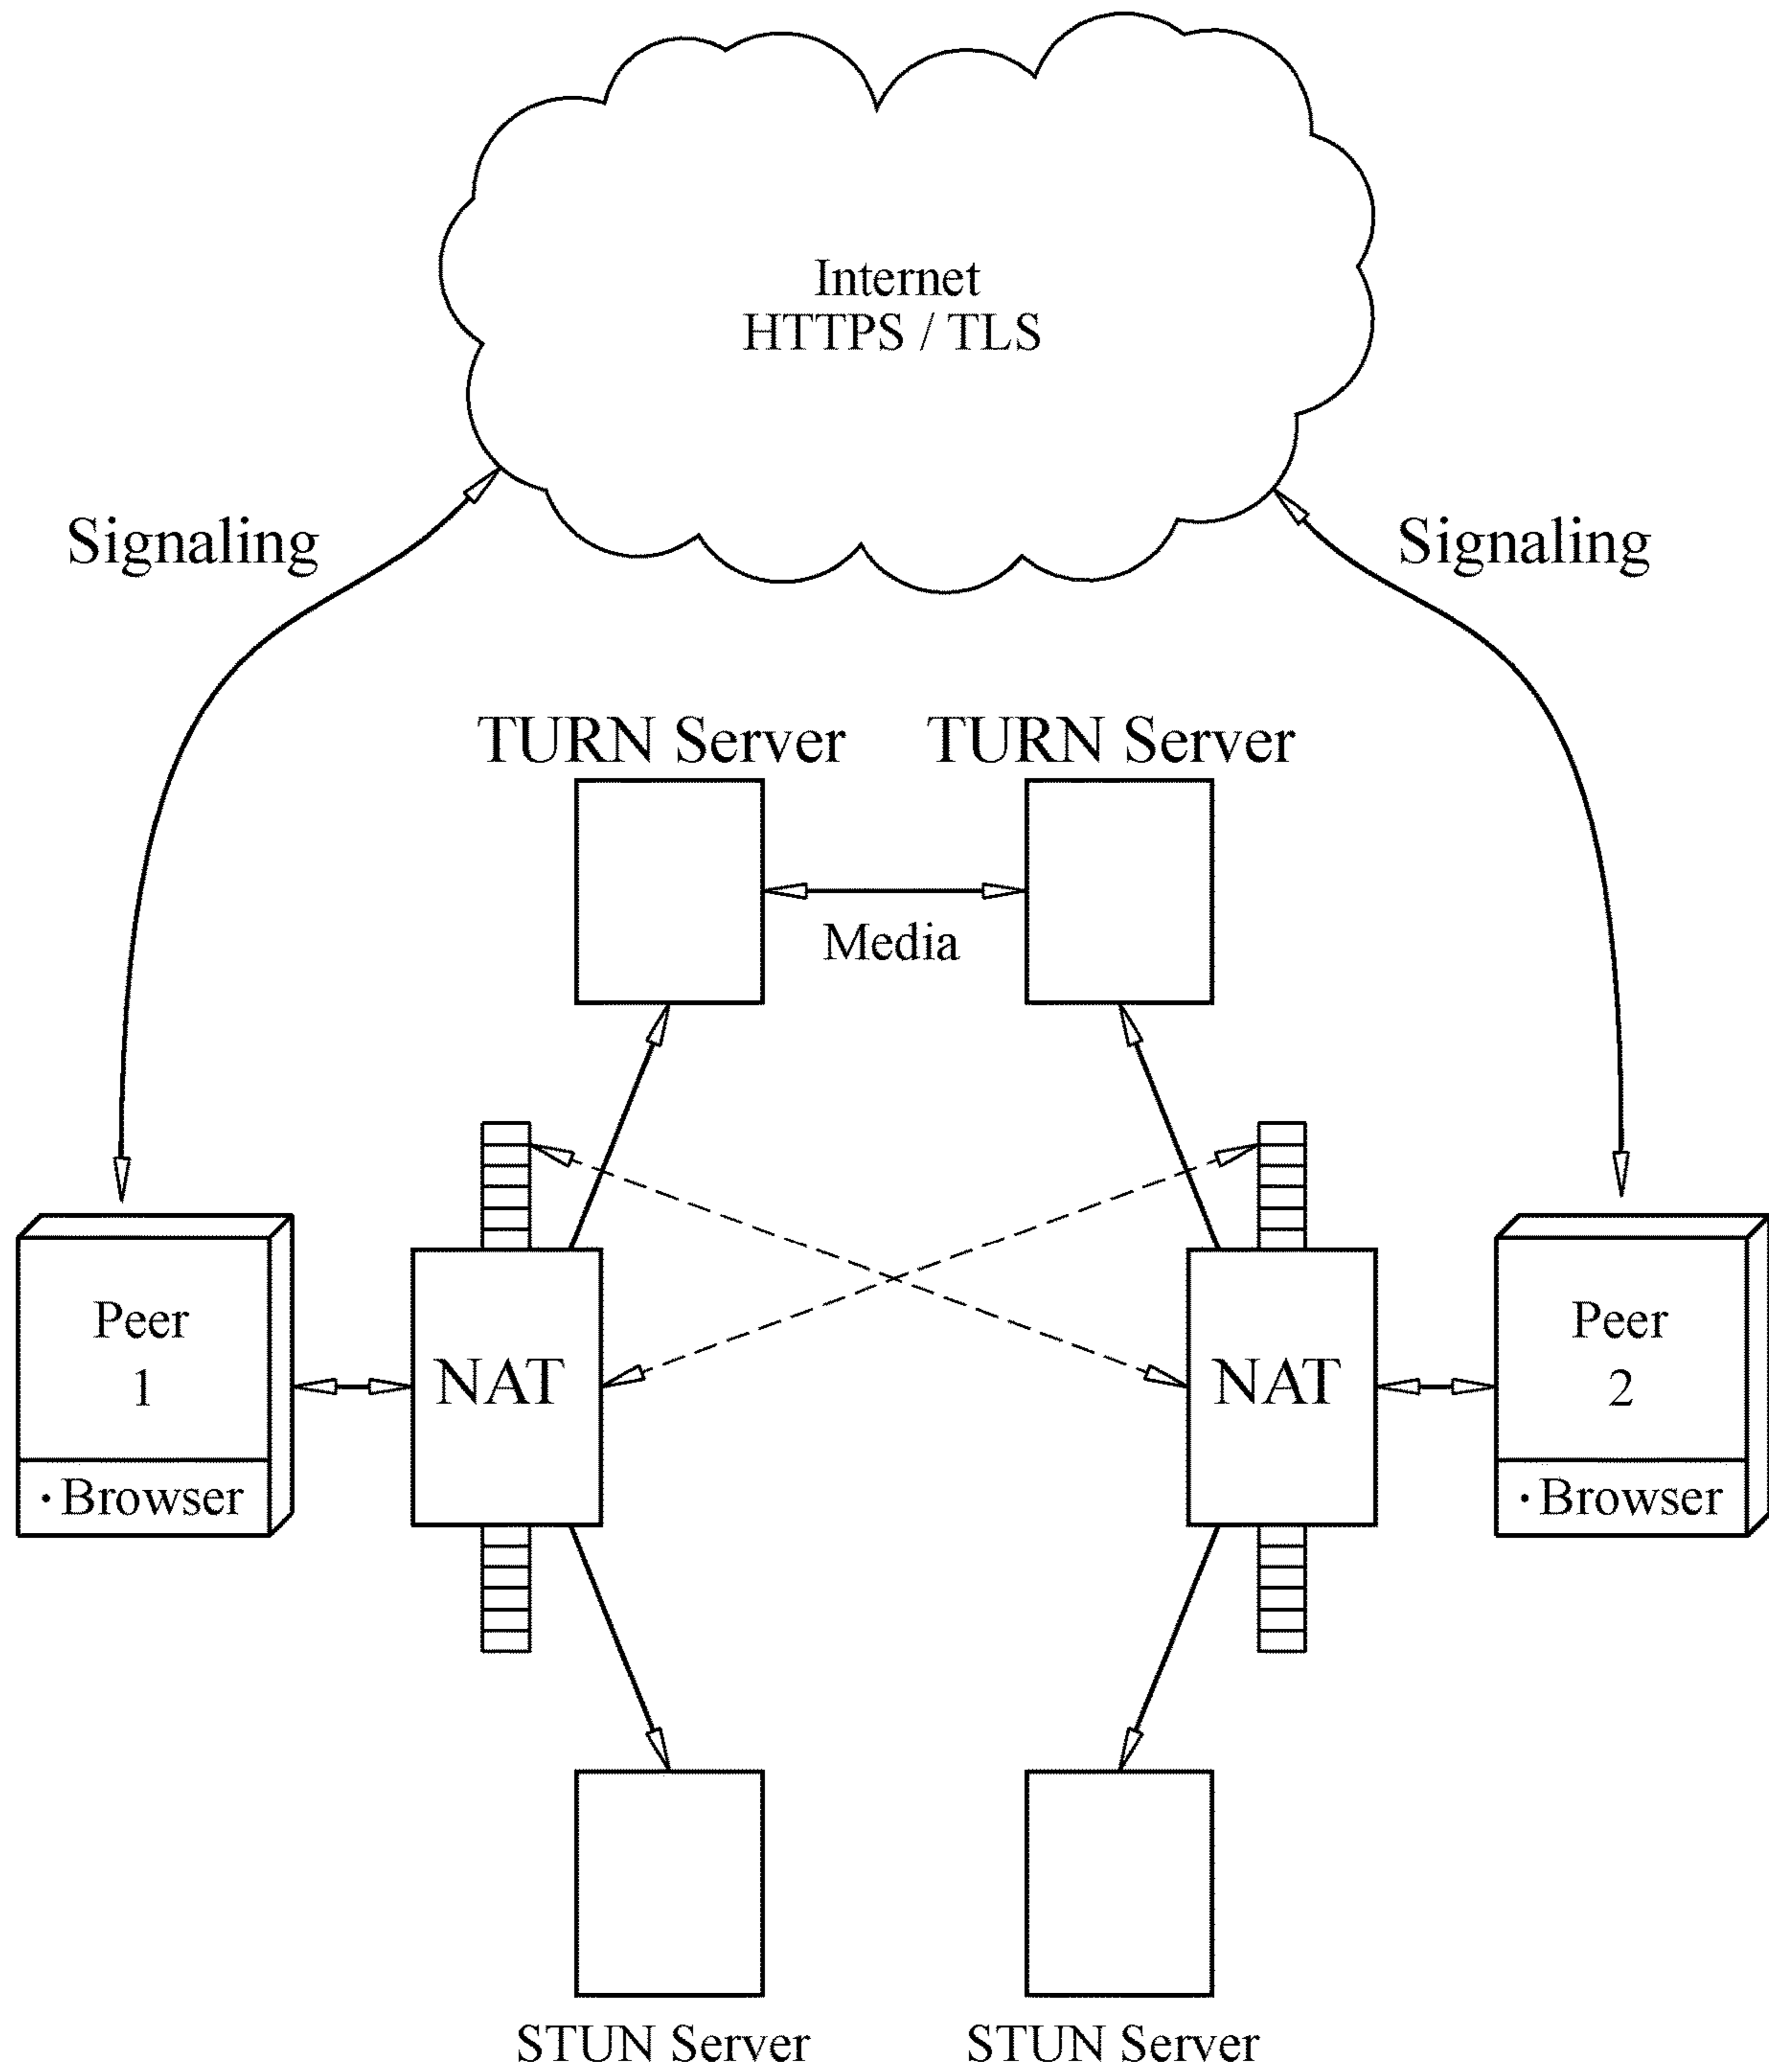 Internet
HTTPS / TLS
Signaling
Signaling
TURN Server
TURN Server
Media
Peer
1
·Browser
NAT
NAT
Peer
2
·Browser
STUN Server
STUN Server